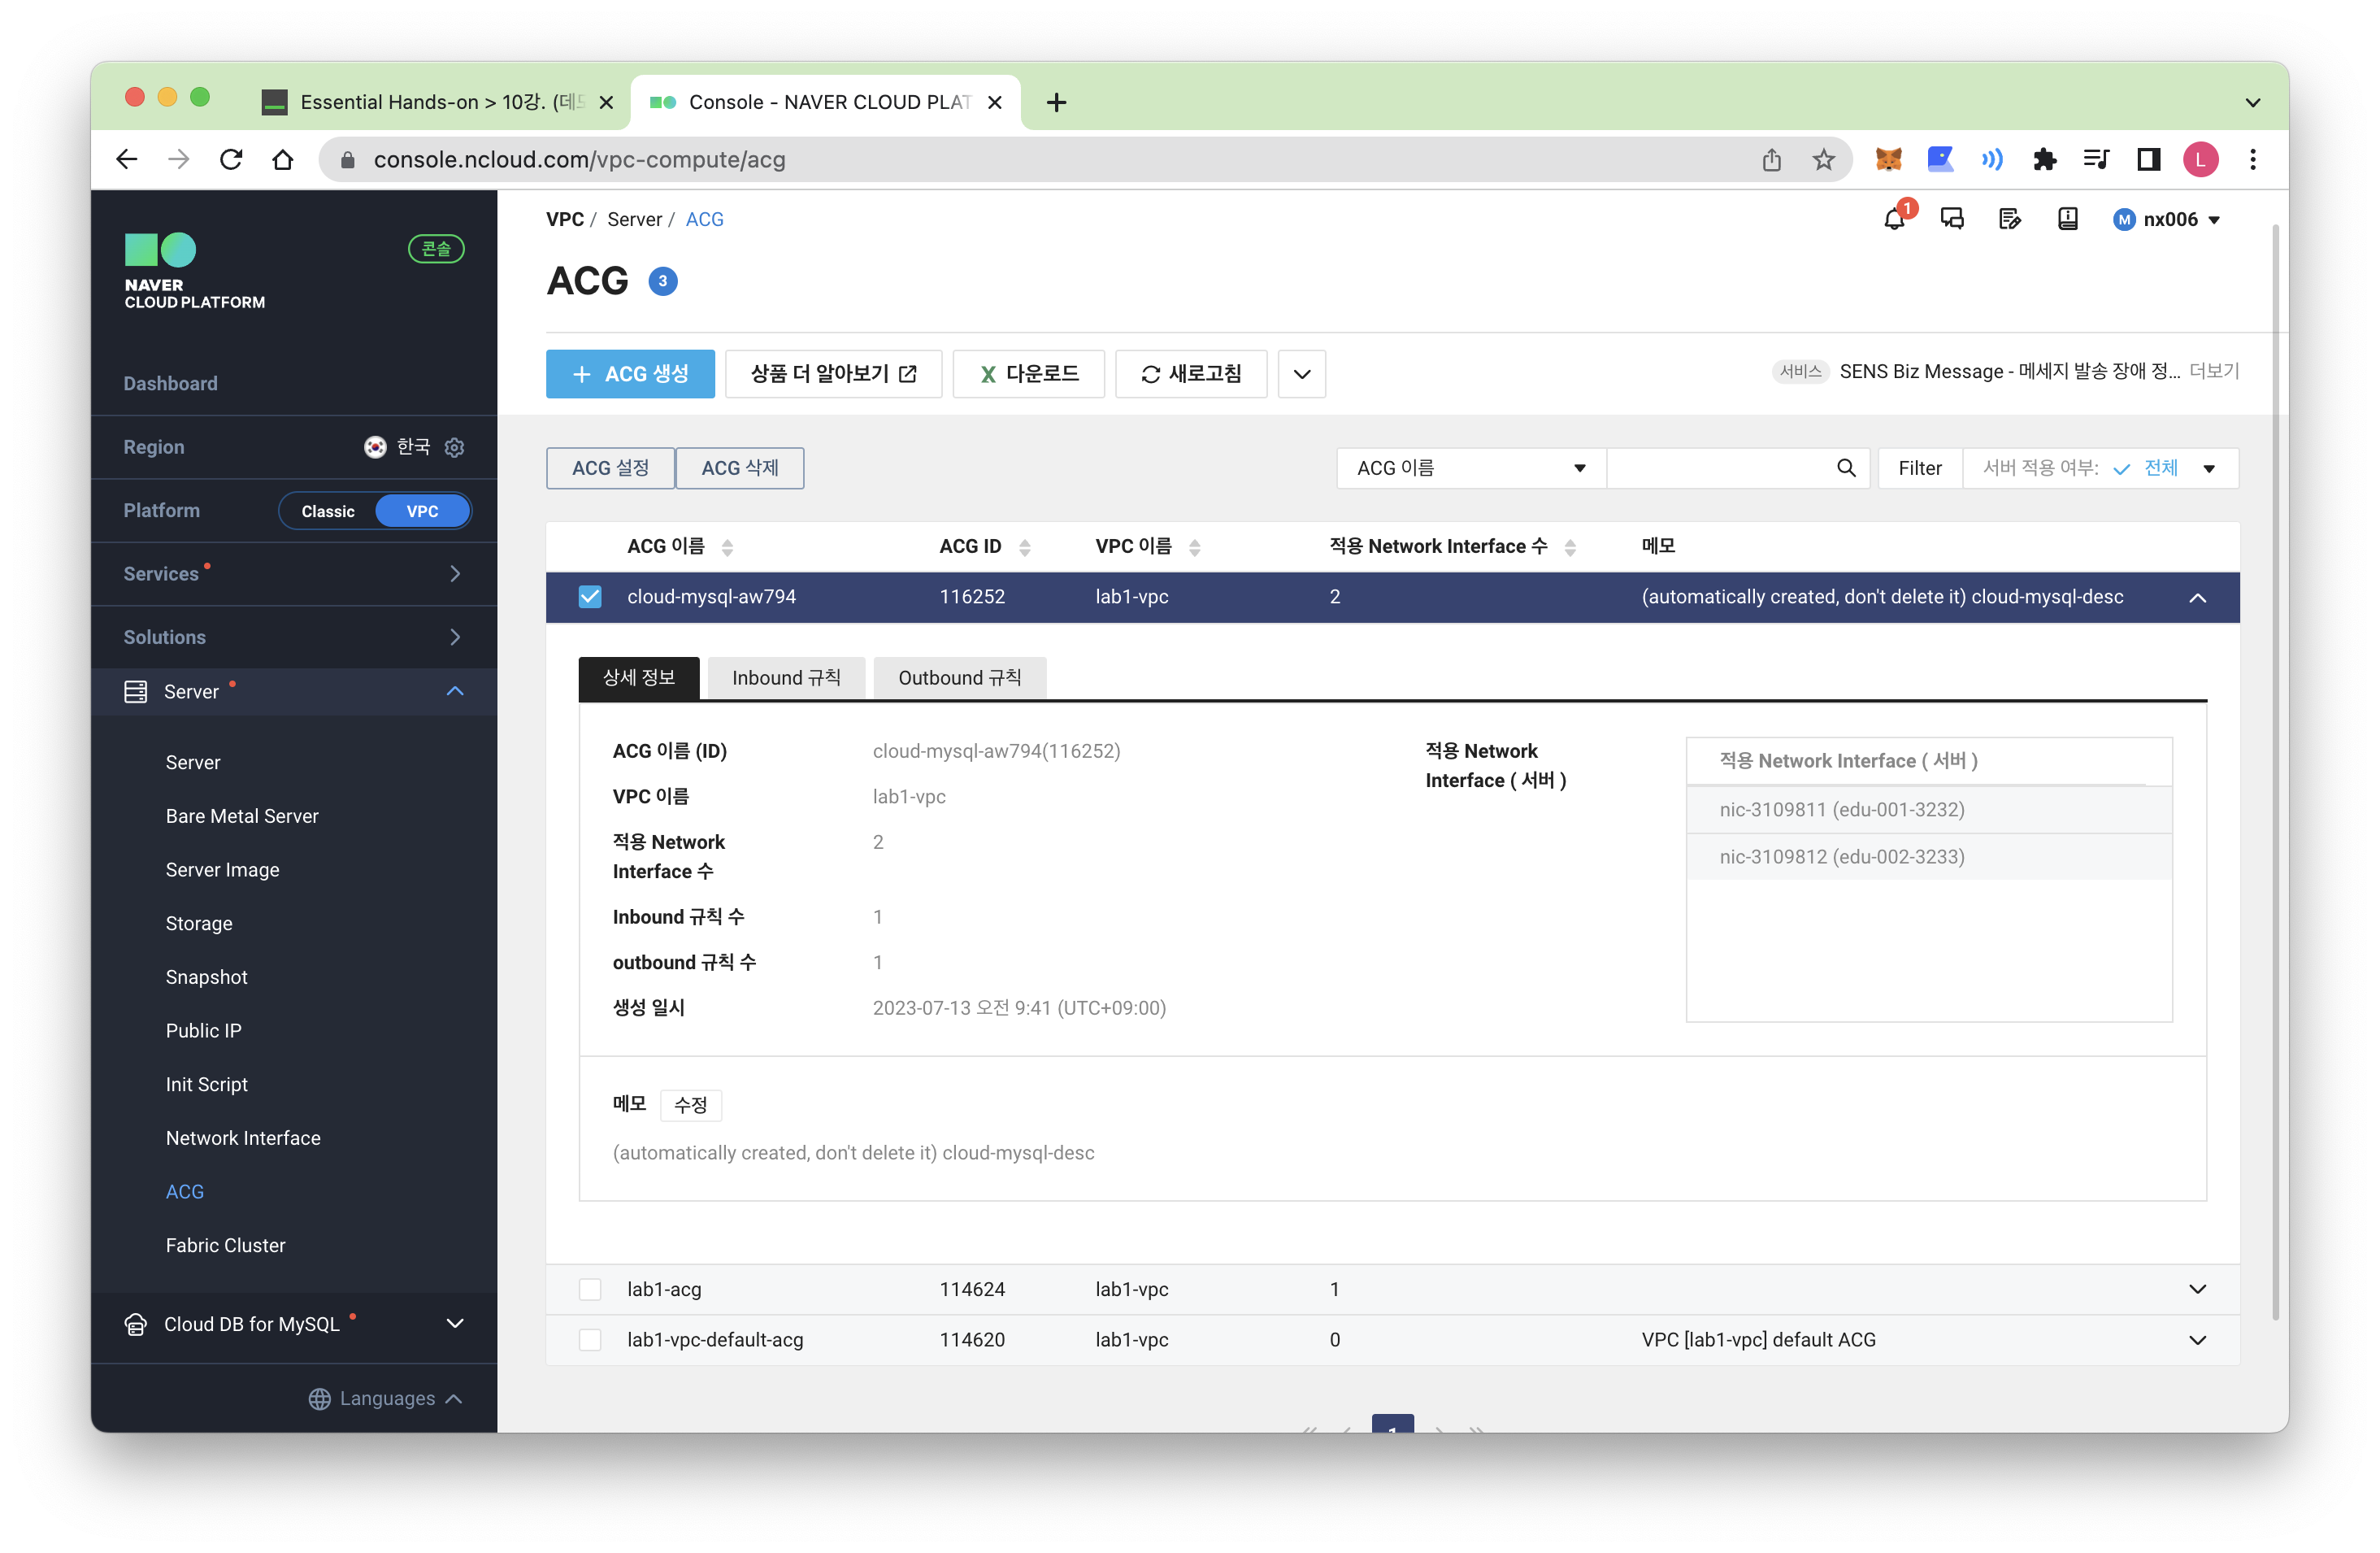 Essential Hands-on > 10강. (데모
Console - NAVER CLOUD PLAT
console.ncloud.com/vpc-compute/acg
L
NAVER
CLOUD PLATFORM
콘솔
Dashboard
Region 한국
Platform Classic VPC
Services
Solutions
Server
Server
Bare Metal Server
Server Image
Storage
Snapshot
Public IP
Init Script
Network Interface
ACG
Fabric Cluster
Cloud DB for MySQL
Languages
VPC / Server / ACG
1
M nx006
ACG 3
+ ACG 생성 상품 더 알아보기 X 다운로드 새로고침
서비스 SENS Biz Message - 메세지 발송 장애 정... 더보기
ACG 설정 ACG 삭제
ACG 이름 Filter 서버 적용 여부: 전체
ACG 이름 ACG ID VPC 이름 적용 Network Interface 수 메모
cloud-mysql-aw794 116252 lab1-vpc 2 (automatically created, don't delete it) cloud-mysql-desc
상세 정보 Inbound 규칙 Outbound 규칙
ACG 이름 (ID) cloud-mysql-aw794(116252)
VPC 이름 lab1-vpc
적용 Network
Interface 수 2
Inbound 규칙 수 1
outbound 규칙 수 1
생성 일시 2023-07-13 오전 9:41 (UTC+09:00)
적용 Network
Interface ( 서버 )
적용 Network Interface ( 서버 )
nic-3109811 (edu-001-3232)
nic-3109812 (edu-002-3233)
메모 수정
(automatically created, don't delete it) cloud-mysql-desc
lab1-acg 114624 lab1-vpc 1
lab1-vpc-default-acg 114620 lab1-vpc 0 VPC [lab1-vpc] default ACG
1